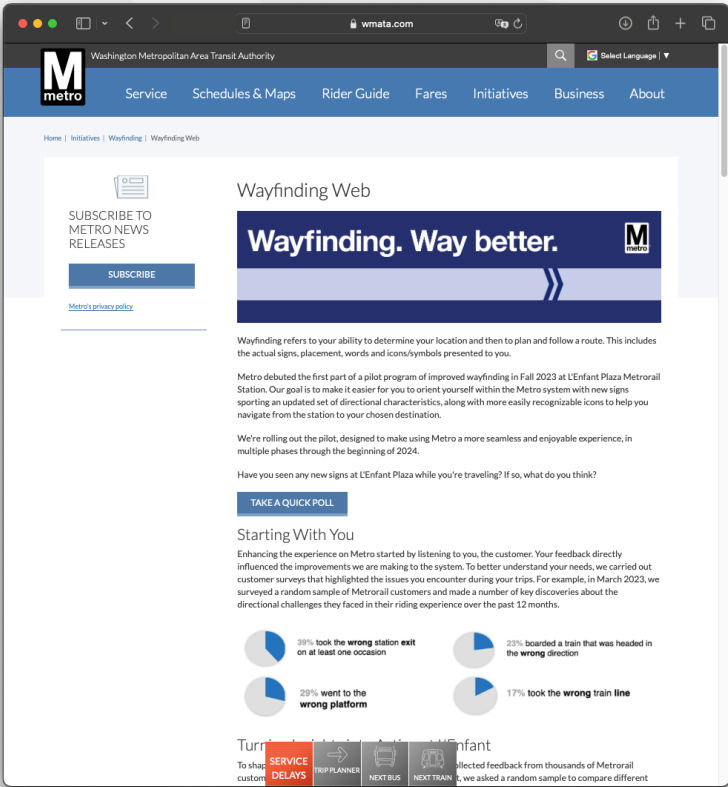 wmata.com
Washington Metropolitan Area Transit Authority
Select Language | ▼
M
metro
Service Schedules & Maps Rider Guide Fares Initiatives Business About
Home | Initiatives | Wayfinding | Wayfinding Web
SUBSCRIBE TO
METRO NEWS
RELEASES
SUBSCRIBE
Metro's privacy policy
Wayfinding Web
Wayfinding. Way better.
M
metro
Wayfinding refers to your ability to determine your location and then to plan and follow a route. This includes
the actual signs, placement, words and icons/symbols presented to you.
Metro debuted the first part of a pilot program of improved wayfinding in Fall 2023 at L'Enfant Plaza Metrorail
Station. Our goal is to make it easier for you to orient yourself within the Metro system with new signs
sporting an updated set of directional characteristics, along with more easily recognizable icons to help you
navigate from the station to your chosen destination.
We're rolling out the pilot, designed to make using Metro a more seamless and enjoyable experience, in
multiple phases through the beginning of 2024.
Have you seen any new signs at L'Enfant Plaza while you're traveling? If so, what do you think?
TAKE A QUICK POLL
Starting With You
Enhancing the experience on Metro started by listening to you, the customer. Your feedback directly
influenced the improvements we are making to the system. To better understand your needs, we carried out
customer surveys that highlighted the issues you encounter during your trips. For example, in March 2023, we
surveyed a random sample of Metrorail customers and made a number of key discoveries about the
directional challenges they faced in their riding experience over the past 12 months.
39% took the wrong station exit
on at least one occasion
23% boarded a train that was headed in
the wrong direction
29% went to the
wrong platform
17% took the wrong train line
To shap
feedback from thousands of Metrorail
custom
we asked a random sample to compare different
SERVICE
DELAYS
TRIP PLANNER
NEXT BUS
NEXT TRAIN